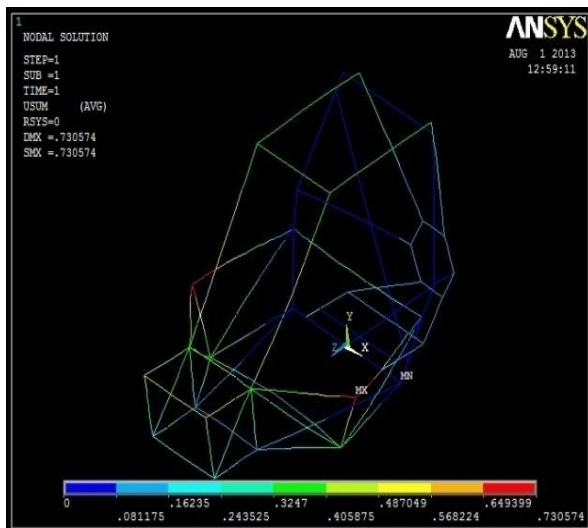 1
NODAL SOLUTION
STEP=1
SUB =1
TIME=1
USUM (AVG)
RSYS=0
DMX =.730574
SMX =.730574
ANSYS
AUG 1 2013
12:59:11
Y
Z X
MX MN
0 .16235 .3247 .487049 .649399
.081175 .243525 .405875 .568224 .730574